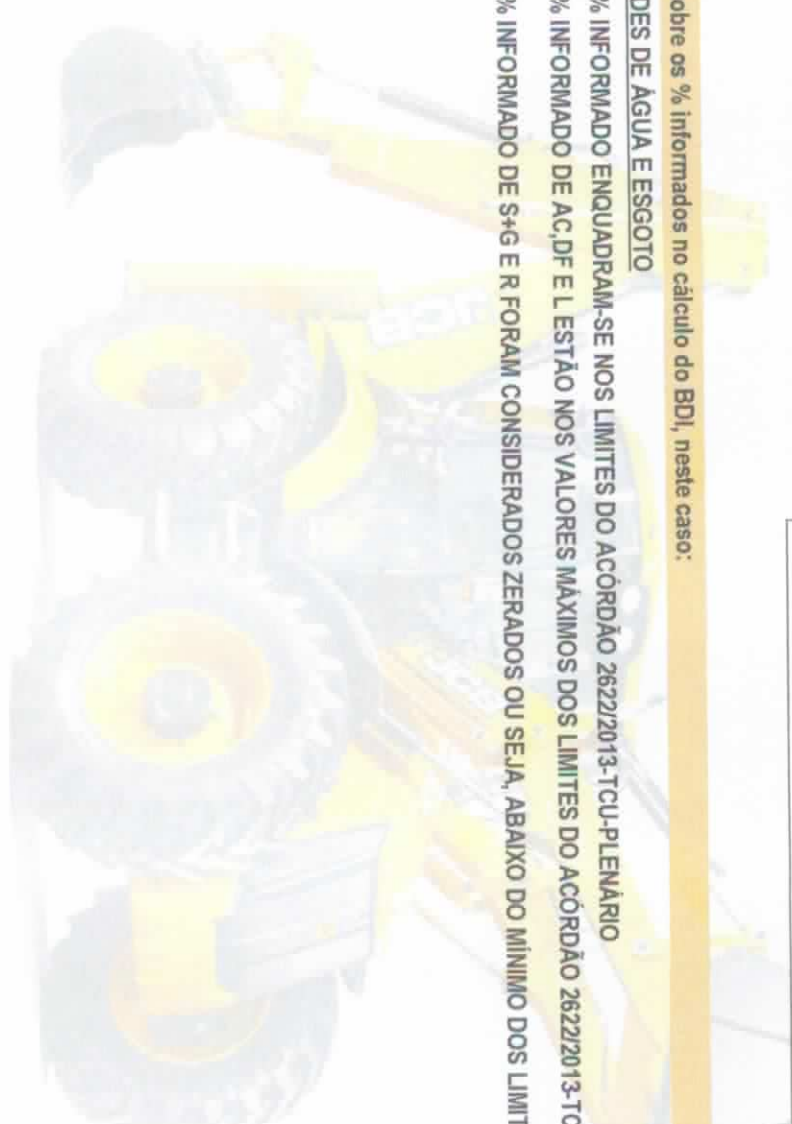 obre os % informados no cálculo do BDI, neste caso:
DES DE ÁGUA E ESGOTO
% INFORMADO ENQUADRAM-SE NOS LIMITES DO ACÓRDÃO 2622/2013-TCU-PLENÁRIO
% INFORMADO DE AC,DF E L ESTÃO NOS VALORES MÁXIMOS DOS LIMITES DO ACÓRDÃO 2622/2013-TC
% INFORMADO DE S+G E R FORAM CONSIDERADOS ZERADOS OU SEJA, ABAIXO DO MÍNIMO DOS LIMIT
JCB